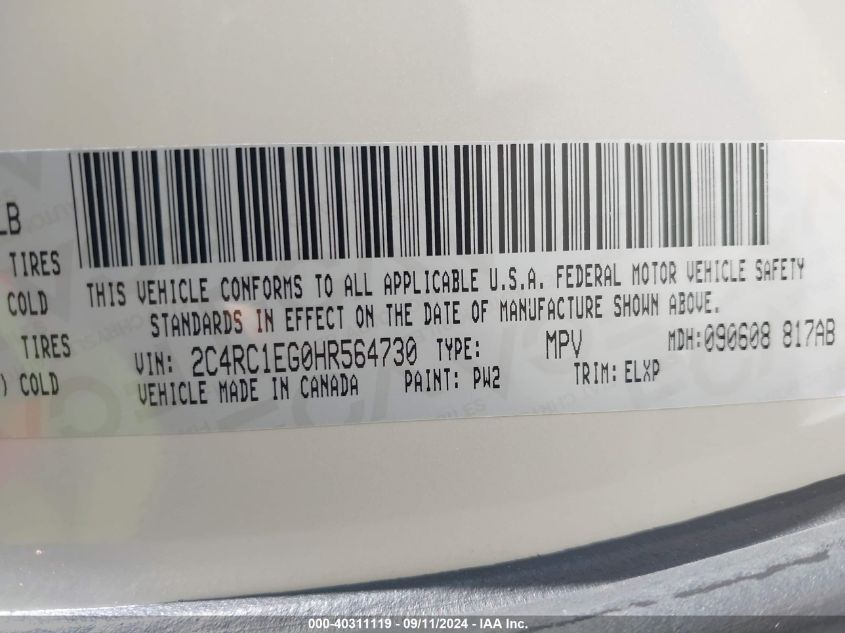 LB
TIRES
COLD
TIRES
) COLD
THIS VEHICLE CONFORMS TO ALL APPLICABLE U.S.A. FEDERAL MOTOR VEHICLE SAFETY
STANDARDS IN EFFECT ON THE DATE OF MANUFACTURE SHOWN ABOVE.
VIN: 2C4RC1EG0HR564730 TYPE: MPV MDH:090608 817AB
VEHICLE MADE IN CANADA PAINT: PW2 TRIM:ELXP
000-40311119 - 09/11/2024 - IAA Inc.